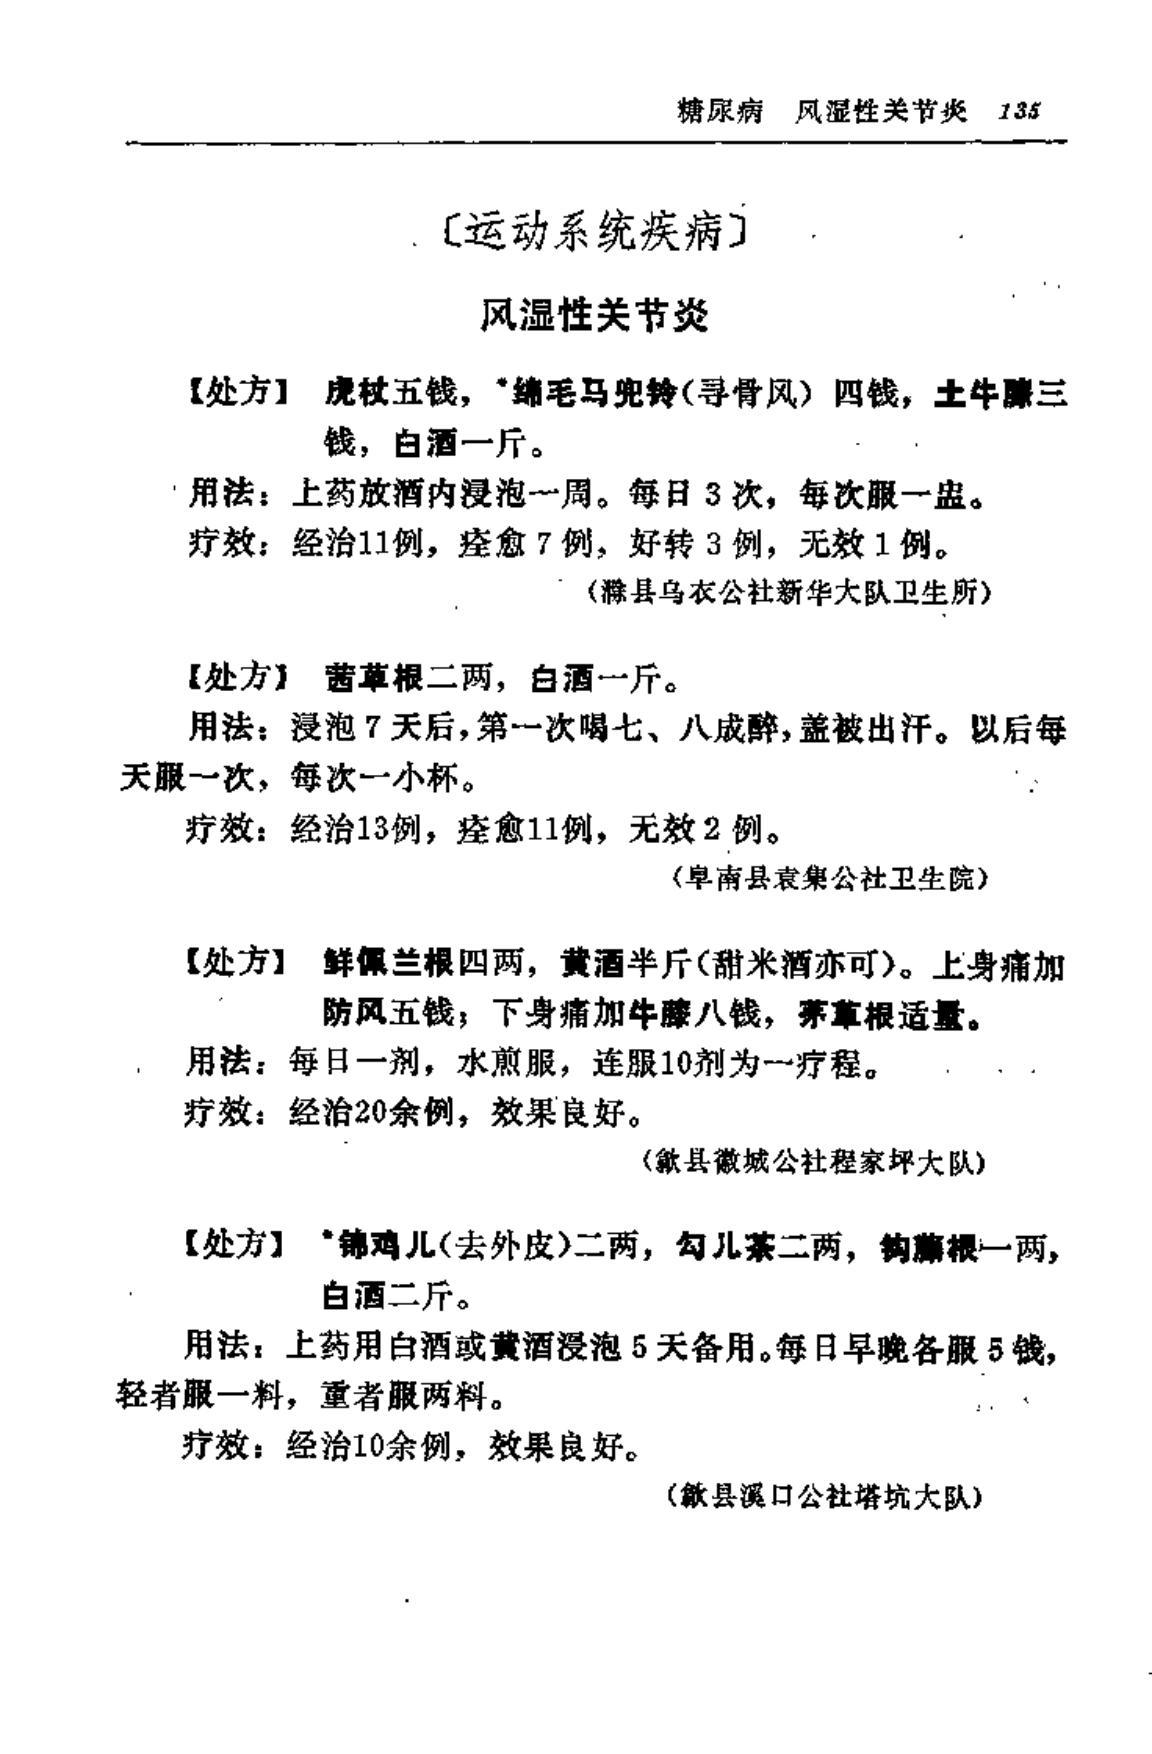 糖尿病 风湿性关节炎 135
〔运动系统疾病〕
风湿性关节炎
【处方】 虎杖五钱，*绵毛马兜铃（寻骨风）四钱，土牛膝三
钱，白酒一斤。
用法：上药放酒内浸泡一周。每日3次，每次服一盅。
疗效：经治11例，痊愈7例，好转3例，无效1例。
（滁县乌衣公社新华大队卫生所）
【处方】 茜草根二两，白酒一斤。
用法：浸泡7天后，第一次喝七、八成醉，盖被出汗。以后每
天服一次，每次一小杯。
疗效：经治13例，痊愈11例，无效2例。
（阜南县袁集公社卫生院）
【处方】 鲜佩兰根四两，黄酒半斤（甜米酒亦可）。上身痛加
防风五钱；下身痛加牛膝八钱，茅草根适量。
用法：每日一剂，水煎服，连服10剂为一疗程。
疗效：经治20余例，效果良好。
（歙县徽城公社程家坪大队）
【处方】 *锦鸡儿（去外皮）二两，勾儿茶二两，钩藤根一两，
白酒二斤。
用法：上药用白酒或黄酒浸泡5天备用。每日早晚各服5钱，
轻者服一料，重者服两料。
疗效：经治10余例，效果良好。
（歙县溪口公社塔坑大队）